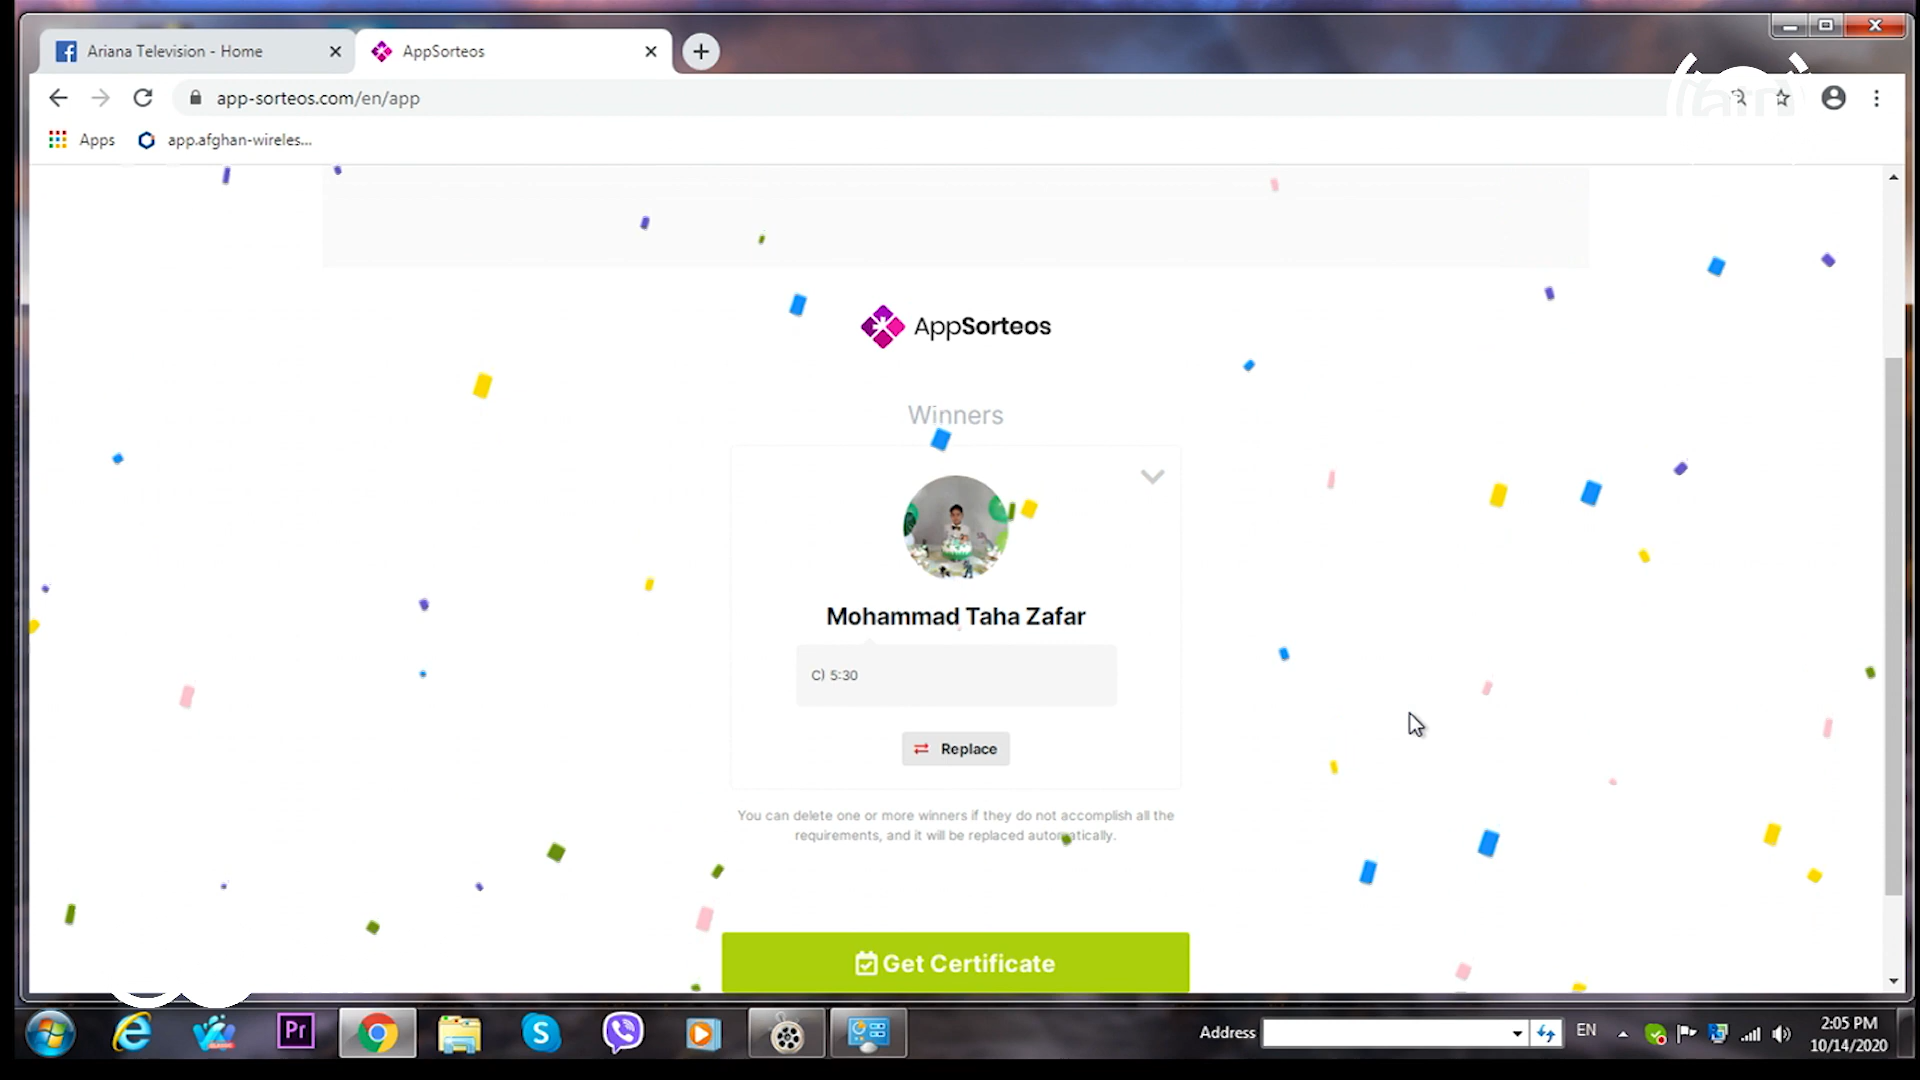 Ariana Television - Home
AppSorteos
app-sorteos.com/en/app
Apps
app.afghan-wireles...
AppSorteos
Winners
Mohammad Taha Zafar
C) 5:30
Replace
You can delete one or more winners if they do not accomplish all the
requirements, and it will be replaced automatically.
Get Certificate
Pr
Address
EN
2:05 PM
10/14/2020